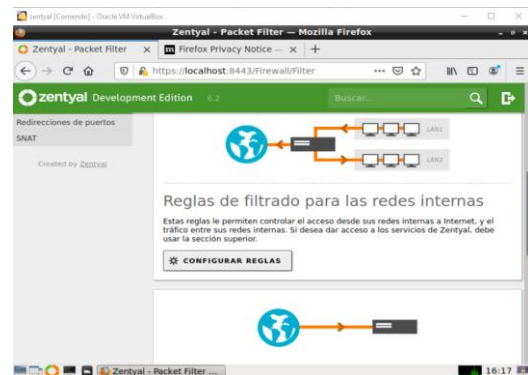 zentyal [Corriendo] - Oracle VM VirtualBox
Zentyal - Packet Filter — Mozilla Firefox
Zentyal - Packet Filter
Firefox Privacy Notice —
https://localhost:8443/Firewall/Filter
zentyal Development Edition 6.2
Buscar...
Redirecciones de puertos
SNAT
Created by Zentyal
LAN1
LAN2
Reglas de filtrado para las redes internas
Estas reglas le permiten controlar el acceso desde sus redes internas a Internet, y el
tráfico entre sus redes internas. Si desea dar acceso a los servicios de Zentyal, debe
usar la sección superior.
CONFIGURAR REGLAS
Zentyal - Packet Filter ...
16:17